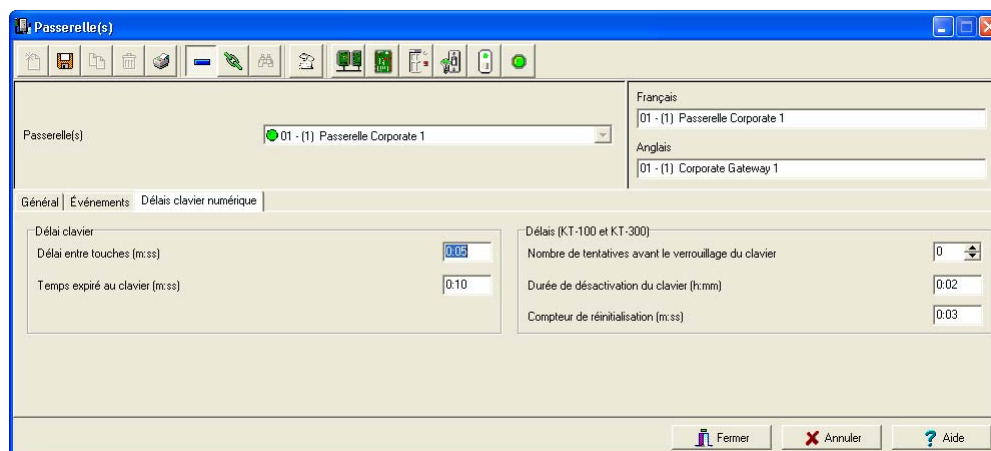 Passerelle(s)
Passerelle(s)
01 - (1) Passerelle Corporate 1
Français
01 - (1) Passerelle Corporate 1
Anglais
01 - (1) Corporate Gateway 1
Général
Événements
Délais clavier numérique
Délai clavier
Délai entre touches (m:ss)
0:05
Temps expiré au clavier (m:ss)
0:10
Délais (KT-100 et KT-300)
Nombre de tentatives avant le verrouillage du clavier
0
Durée de désactivation du clavier (h:mm)
0:02
Compteur de réinitialisation (m:ss)
0:03
Fermer
Annuler
? Aide